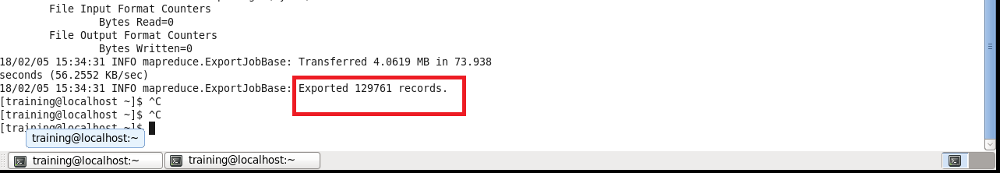 File Input Format Counters
Bytes Read=0
File Output Format Counters
Bytes Written=0
18/02/05 15:34:31 INFO mapreduce.ExportJobBase: Transferred 4.0619 MB in 73.938
seconds (56.2552 KB/sec)
18/02/05 15:34:31 INFO mapreduce.ExportJobBase: Exported 129761 records.
[training@localhost ~]$ ^C
[training@localhost ~]$ ^C
[training@localhost ~]$
training@localhost:~
training@localhost:~ training@localhost:~